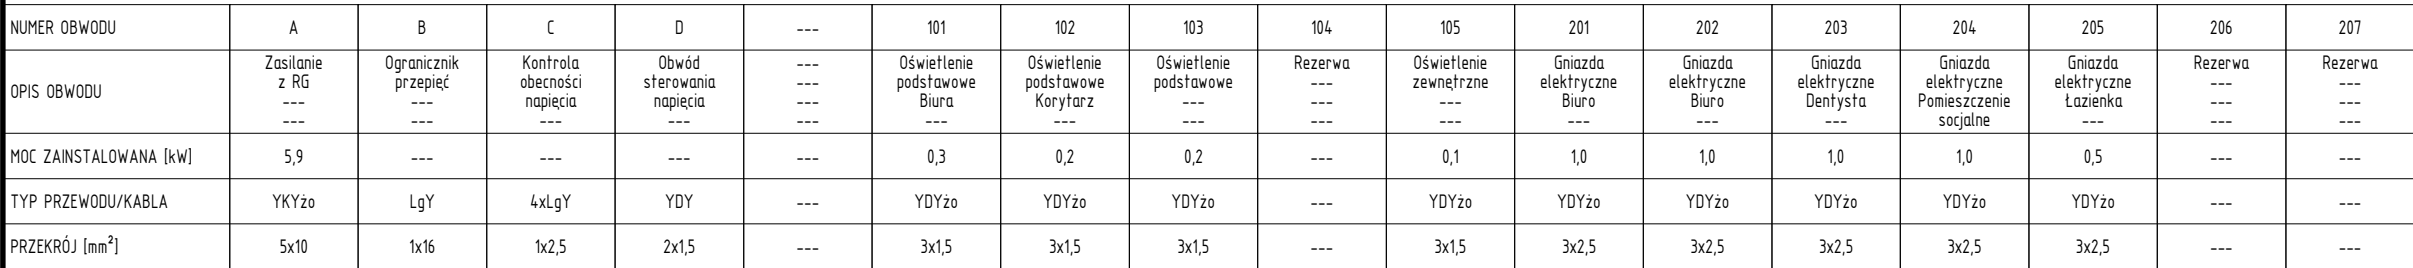 NUMER OBWODU A B C D --- 101 102 103 104 105 201 202 203 204 205 206 207
OPIS OBWODU
Zasilanie Ogranicznik Kontrola Obwód --- Oświetlenie Oświetlenie Oświetlenie Rezerwa Oświetlenie Gniazda Gniazda Gniazda Gniazda Gniazda Rezerwa Rezerwa
z RG przepięć obecności sterowania --- podstawowe podstawowe podstawowe --- zewnętrzne elektryczne elektryczne elektryczne elektryczne elektryczne --- ---
--- --- napięcia napięcia --- Biura Korytarz --- --- --- Biuro Biuro Dentysta Pomieszczenie Łazienka --- ---
--- --- --- --- --- --- --- --- --- --- --- --- --- socjalne --- --- ---
MOC ZAINSTALOWANA [kW] 5,9 --- --- --- --- 0,3 0,2 0,2 --- 0,1 1,0 1,0 1,0 1,0 0,5 --- ---
TYP PRZEWODU/KABLA YKYżo LgY 4xLgY YDY --- YDYżo YDYżo YDYżo --- YDYżo YDYżo YDYżo YDYżo YDYżo YDYżo --- ---
PRZEKRÓJ [mm²] 5x10 1x16 1x2,5 2x1,5 --- 3x1,5 3x1,5 3x1,5 --- 3x1,5 3x2,5 3x2,5 3x2,5 3x2,5 3x2,5 --- ---